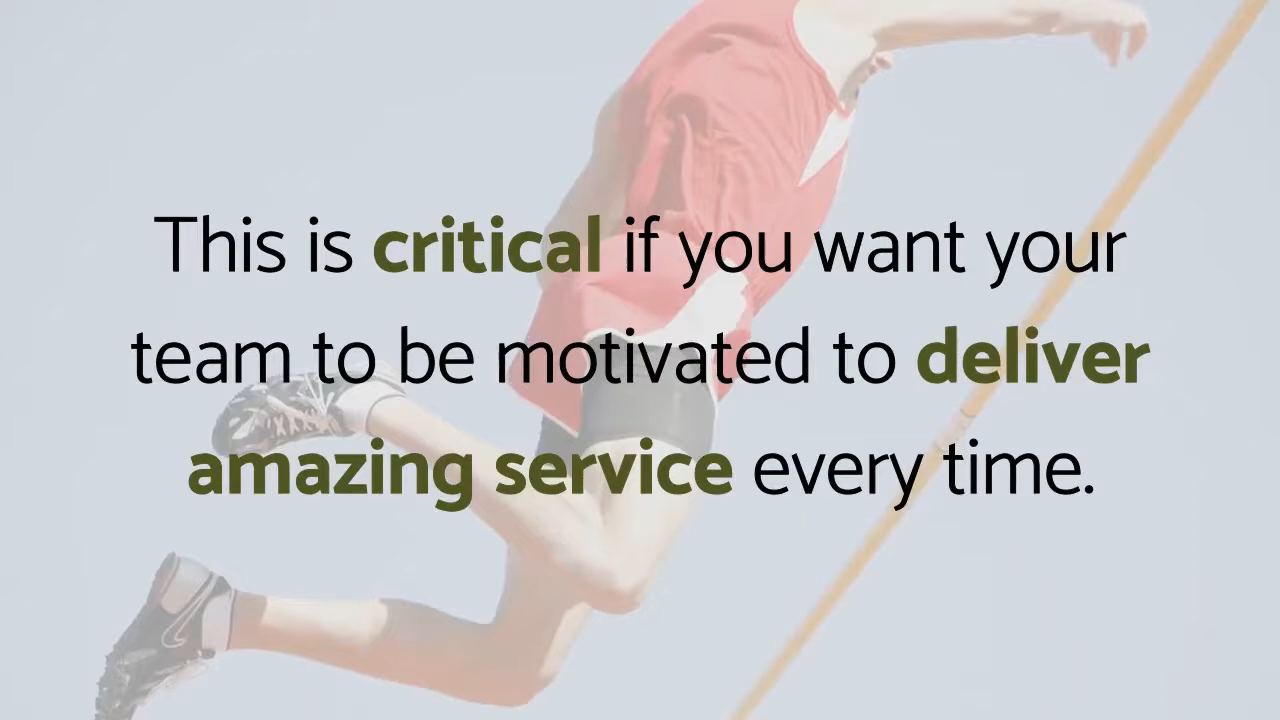 This is critical if you want your
team to be motivated to deliver
amazing service every time.